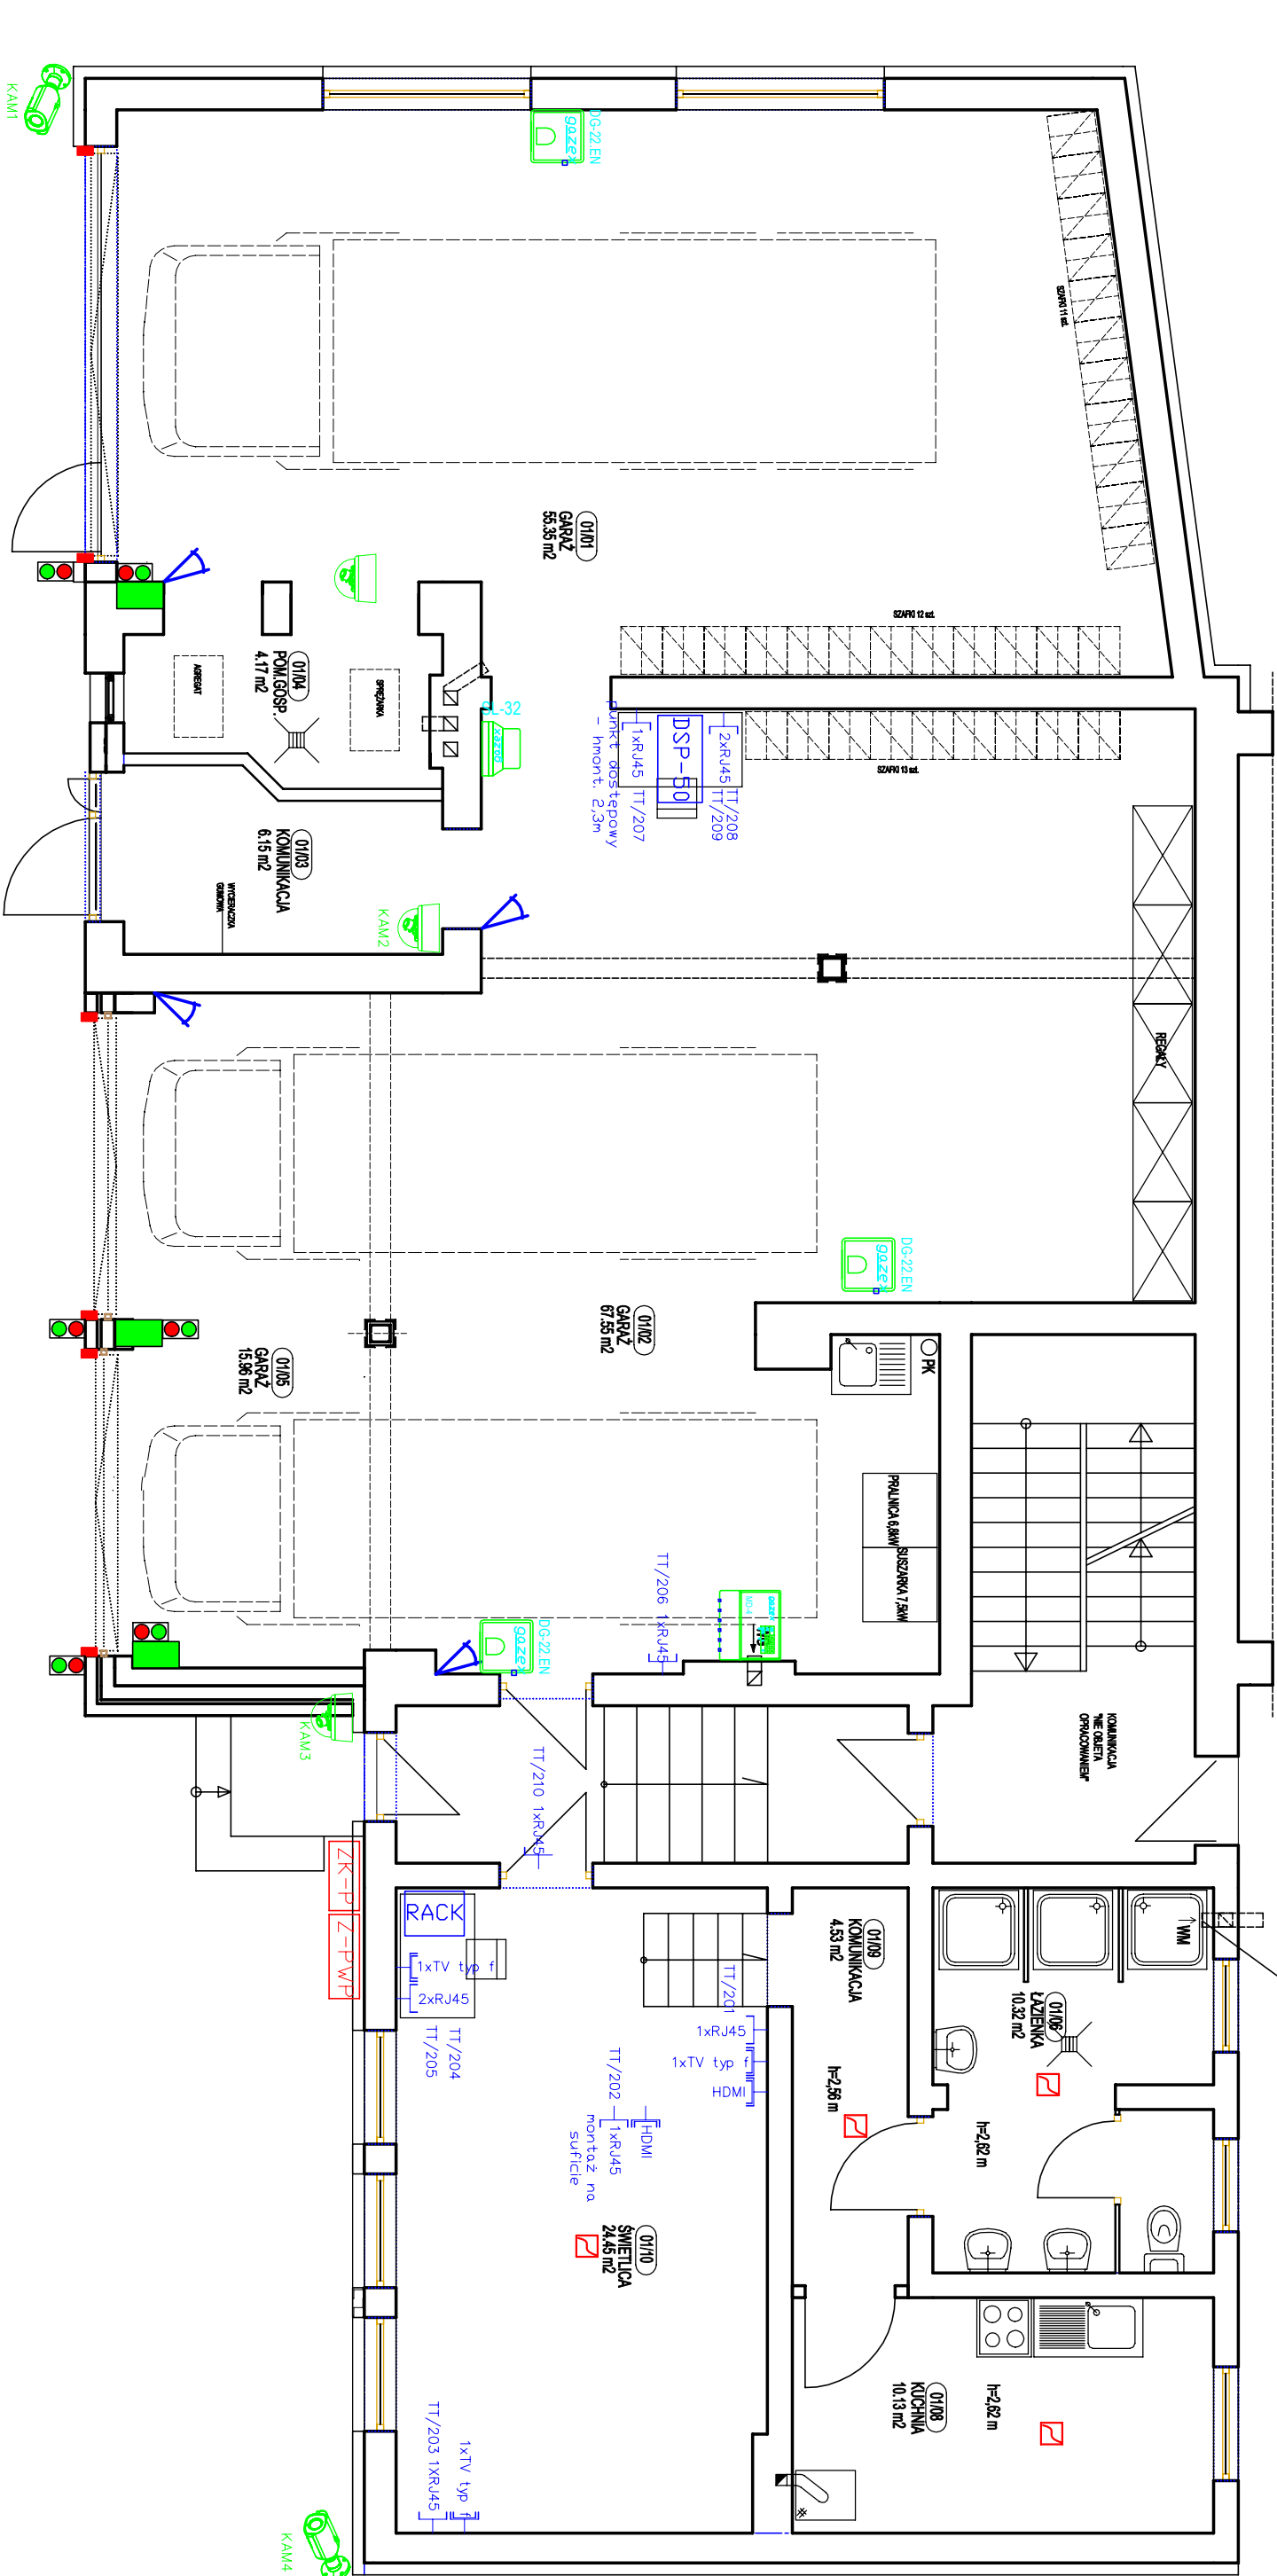 KAM1
DG-22.EN
gazex
SZAFKI 11 szt.
01/01
GARAŻ
55.35 m2
SZAFKI 12 szt.
01/04
POM.GOSP.
4.17 m2
AGREGAT
SPRĘŻARKA
SL-32
gazex
punkt dostępowy
- hmont. 2,3m
1xRJ45 TT/207
DSP-50
2xRJ45 TT/208
TT/209
SZAFKI 13 szt.
01/03
KOMUNIKACJA
6.15 m2
WYCIERACZKA
GUMOWA
KAM2
REGAŁY
DG-22.EN
gazex
01/02
GARAŻ
67.55 m2
01/05
GARAŻ
15.96 m2
PK
PRALNICA 6,8kW
SUSZARKA 7,5kW
TT/206 1xRJ45
gazex
DG-22.EN
gazex
KAM3
KOMUNIKACJA
"NIE OBJĘTA
OPRACOWANIEM"
TT/210 1xRJ45
ZK-P
Z-PWP
RACK
1xTV typ f
2xRJ45
TT/204
TT/205
01/09
KOMUNIKACJA
4.53 m2
WM
01/06
ŁAZIENKA
10.32 m2
TT/201
1xRJ45
1xTV typ f
HDMI
h=2,56 m
h=2,62 m
TT/202
HDMI
1xRJ45
montaż na
suficie
01/10
ŚWIETLICA
24.45 m2
01/08
KUCHNIA
10.13 m2
h=2,62 m
1xTV typ f
TT/203 1XRJ45
KAM4